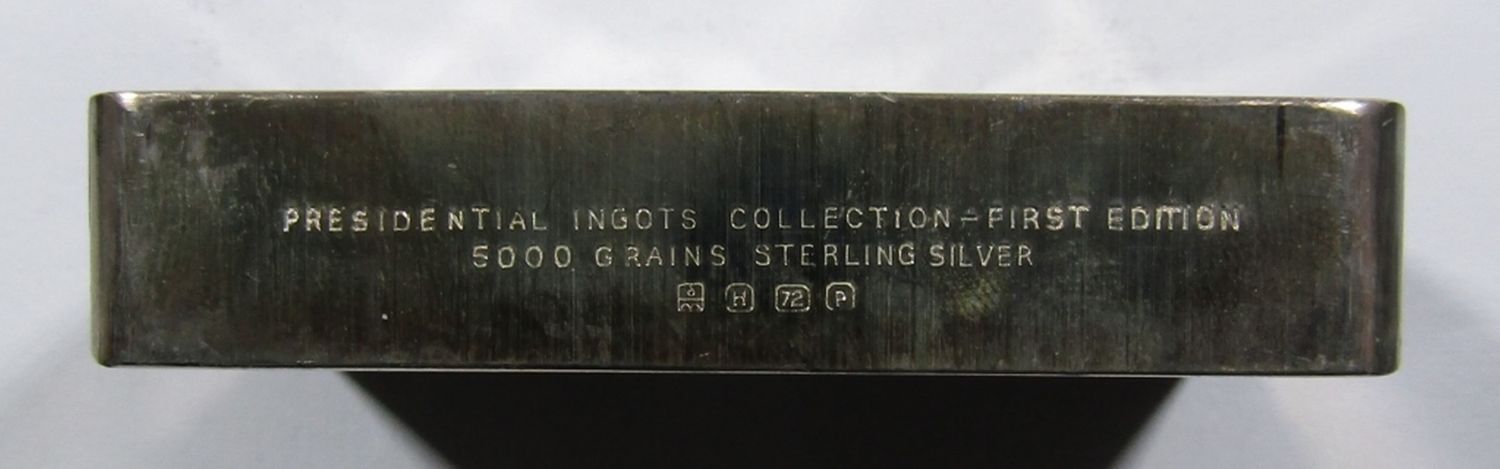 PRESIDENTIAL INGOTS COLLECTION–FIRST EDITION
5000 GRAINS STERLING SILVER
H 72 P